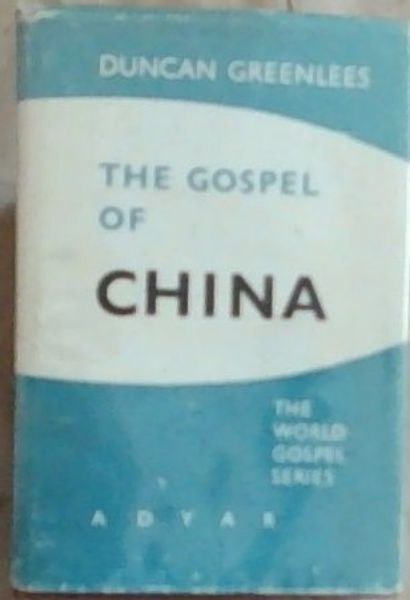 DUNCAN GREENLEES
THE GOSPEL
OF
CHINA
THE
WORLD
GOSPEL
SERIES
ADYAR